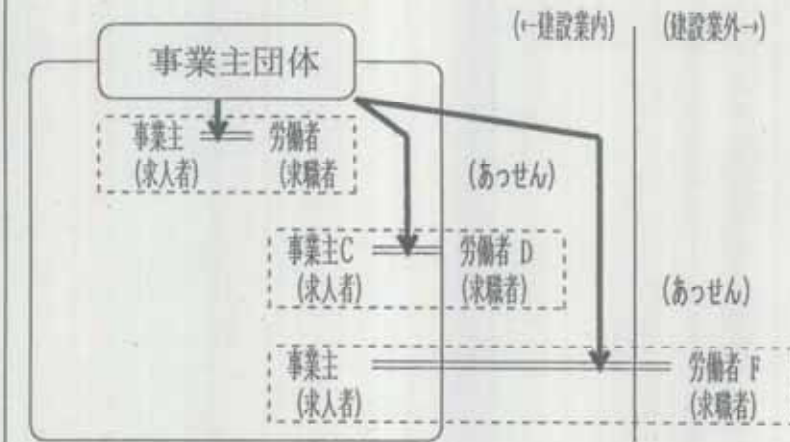 (←建設業内) (建設業外→)
事業主団体
事業主 労働者
(求人者) (求職者
(あっせん)
事業主C 労働者 D
(求人者) (求職者)
(あっせん)
事業主 労働者 F
(求人者) (求職者)